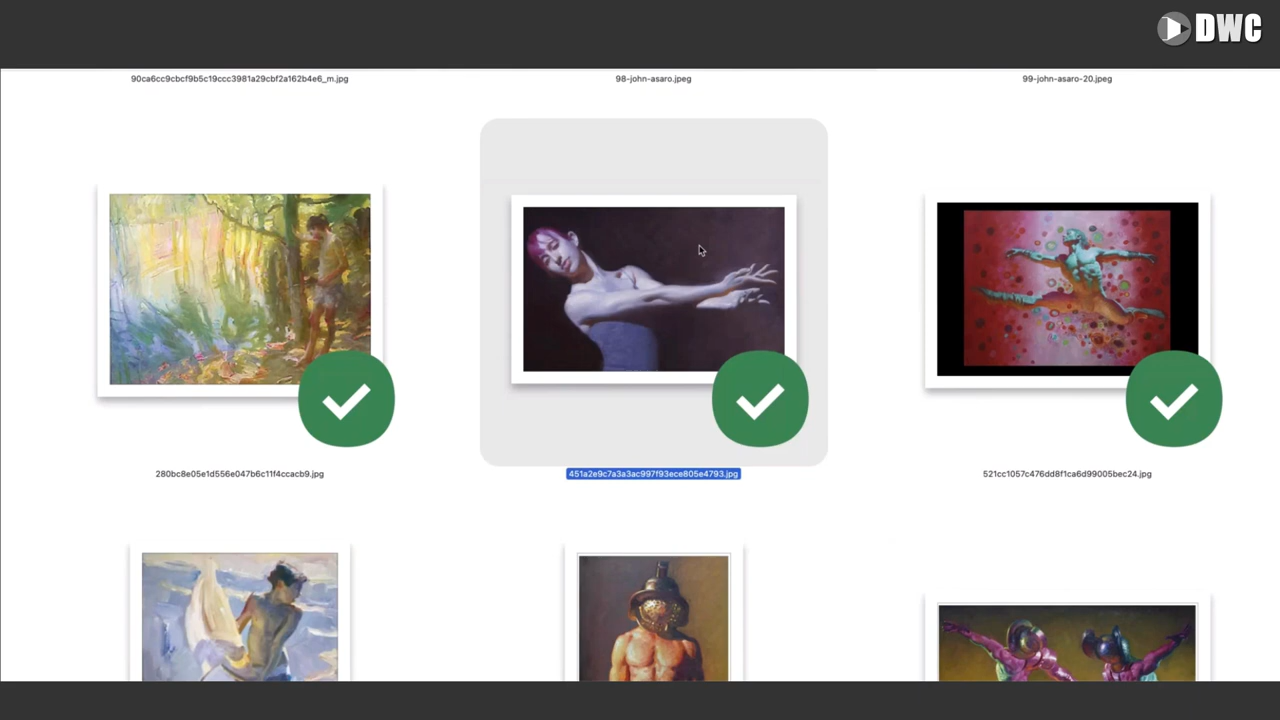 DWC
90ca6cc9cbcf9b5c19ccc3981a29cbf2a162b4e6_m.jpg
98-john-asaro.jpeg
99-john-asaro-20.jpeg
280bc8e05e1d556e047b6c11f4ccacb9.jpg
451a2e9c7a3a3ac997f93ece805e4793.jpg
521cc1057c476dd8f1ca6d99005bec24.jpg